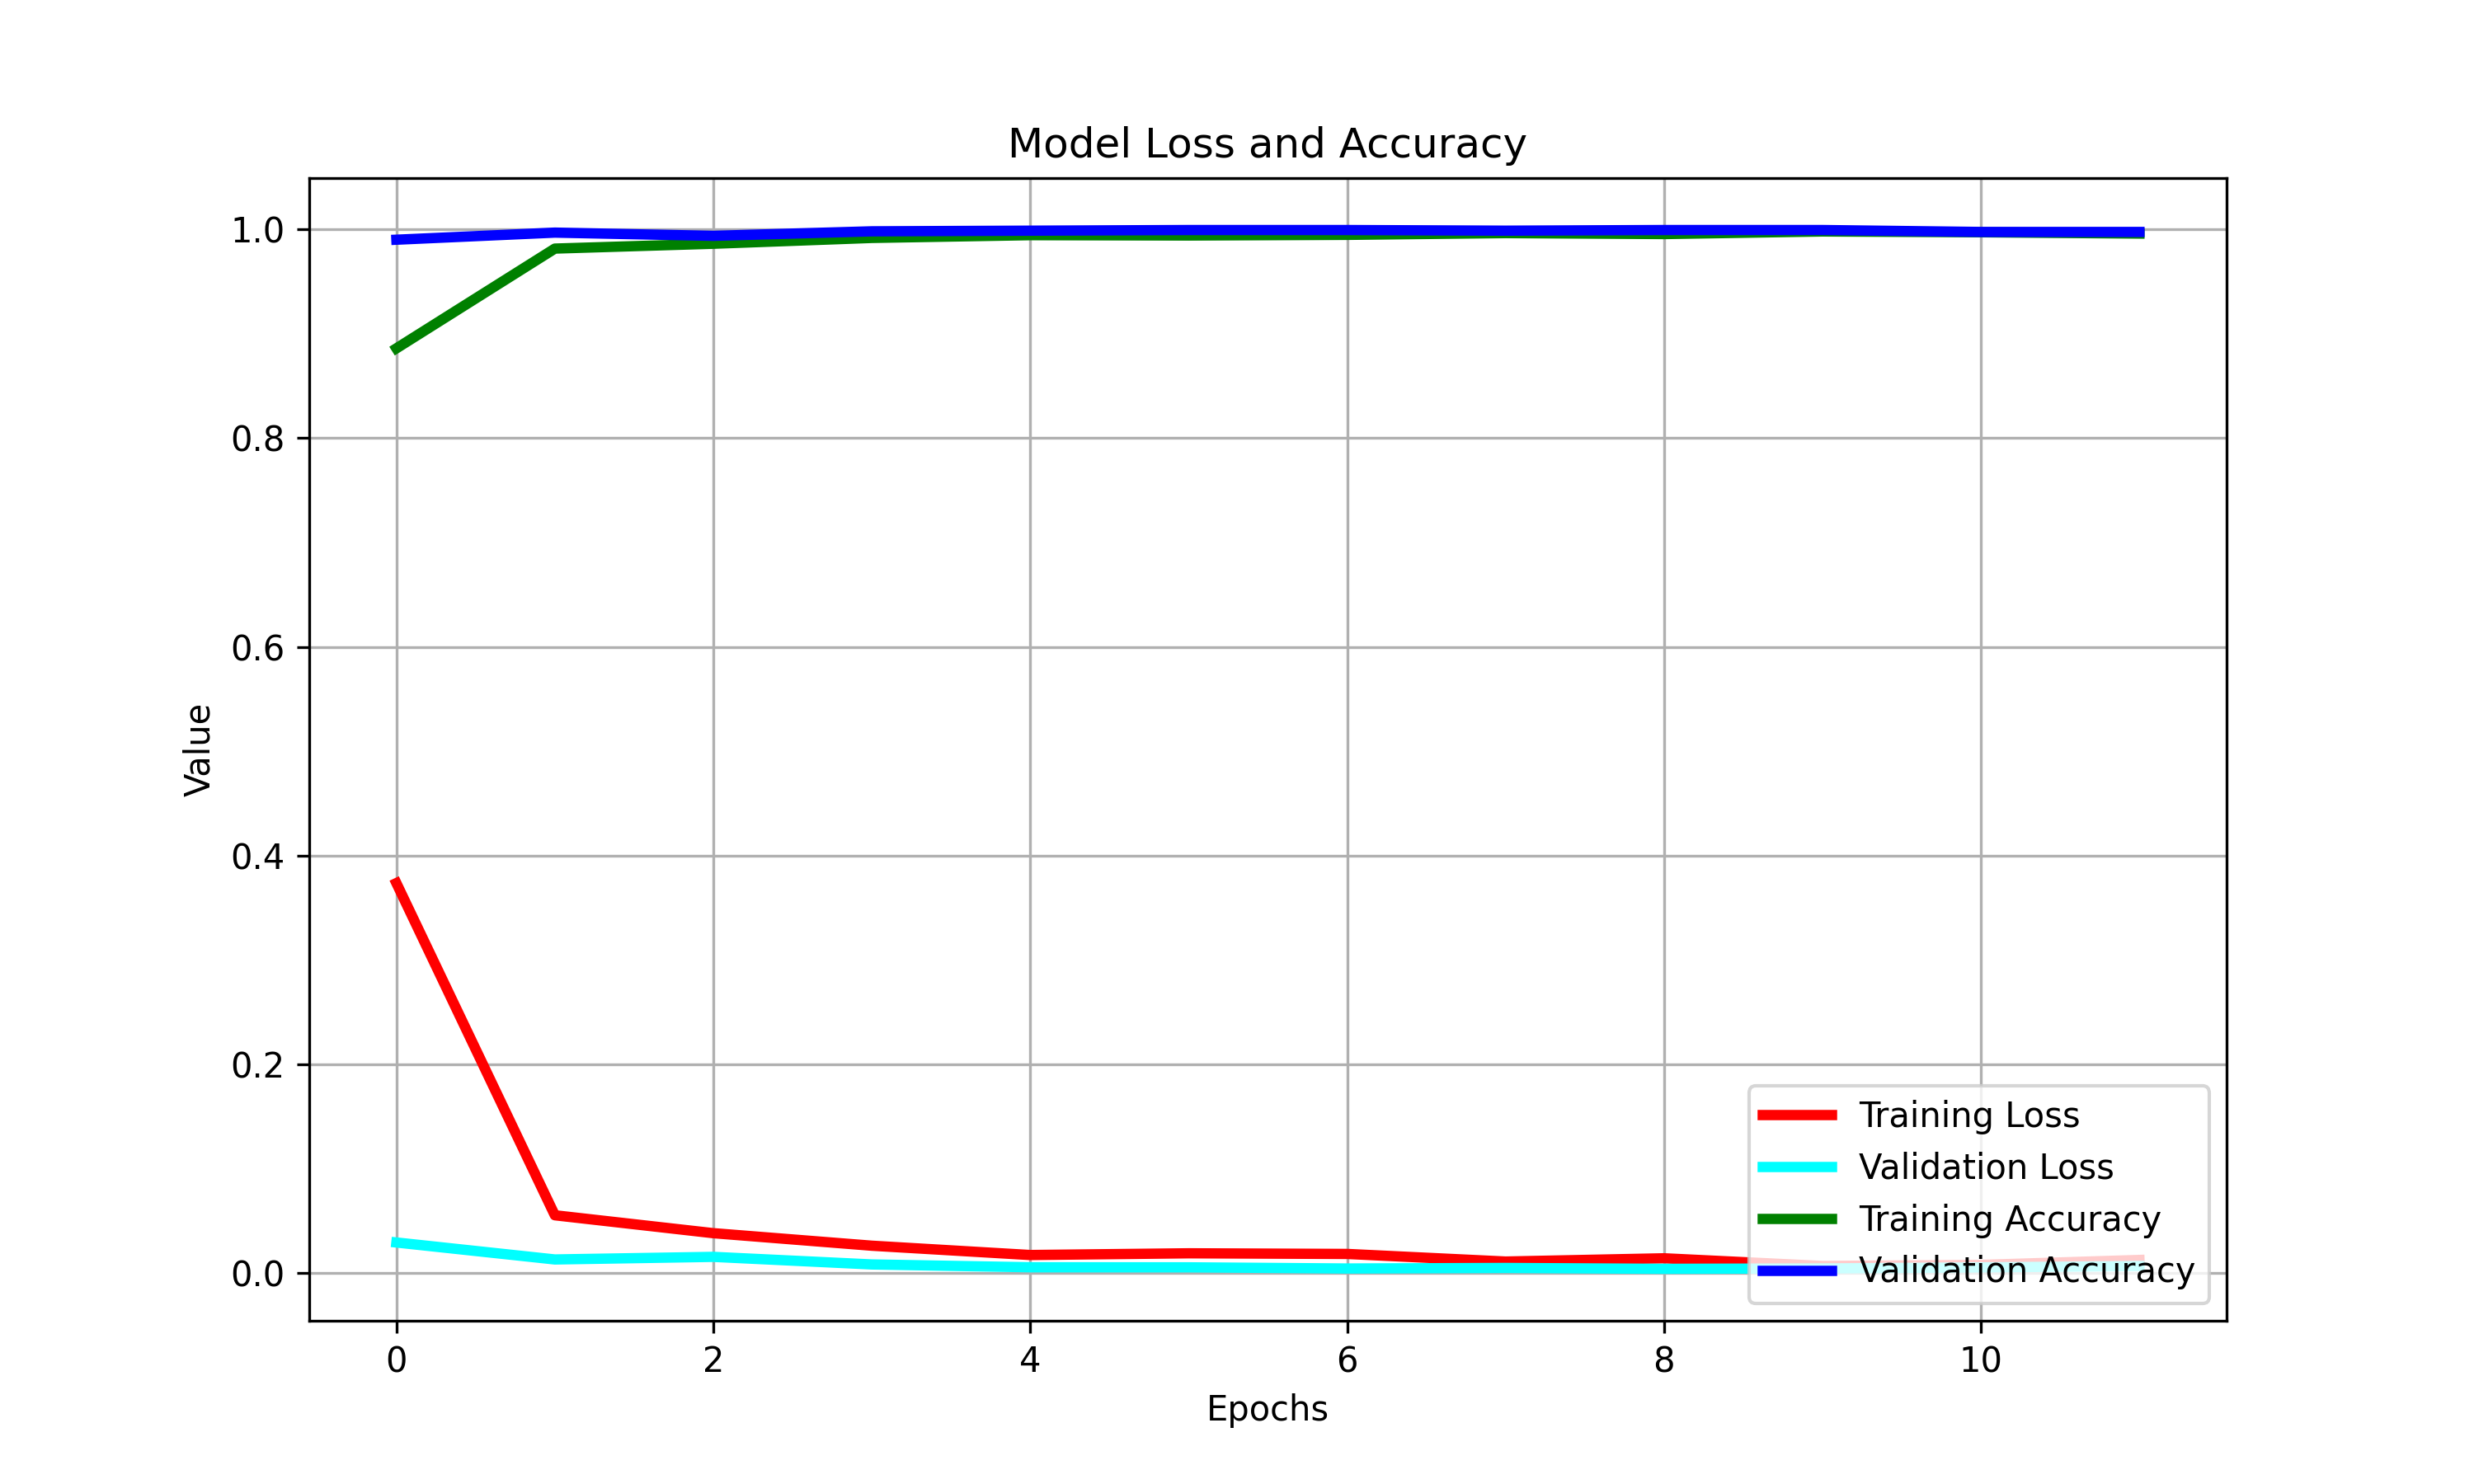 Model Loss and Accuracy
1.0
0.8
0.6
0.4
0.2
0.0
Value
Training Loss
Validation Loss
Training Accuracy
Validation Accuracy
0 2 4 6 8 10
Epochs